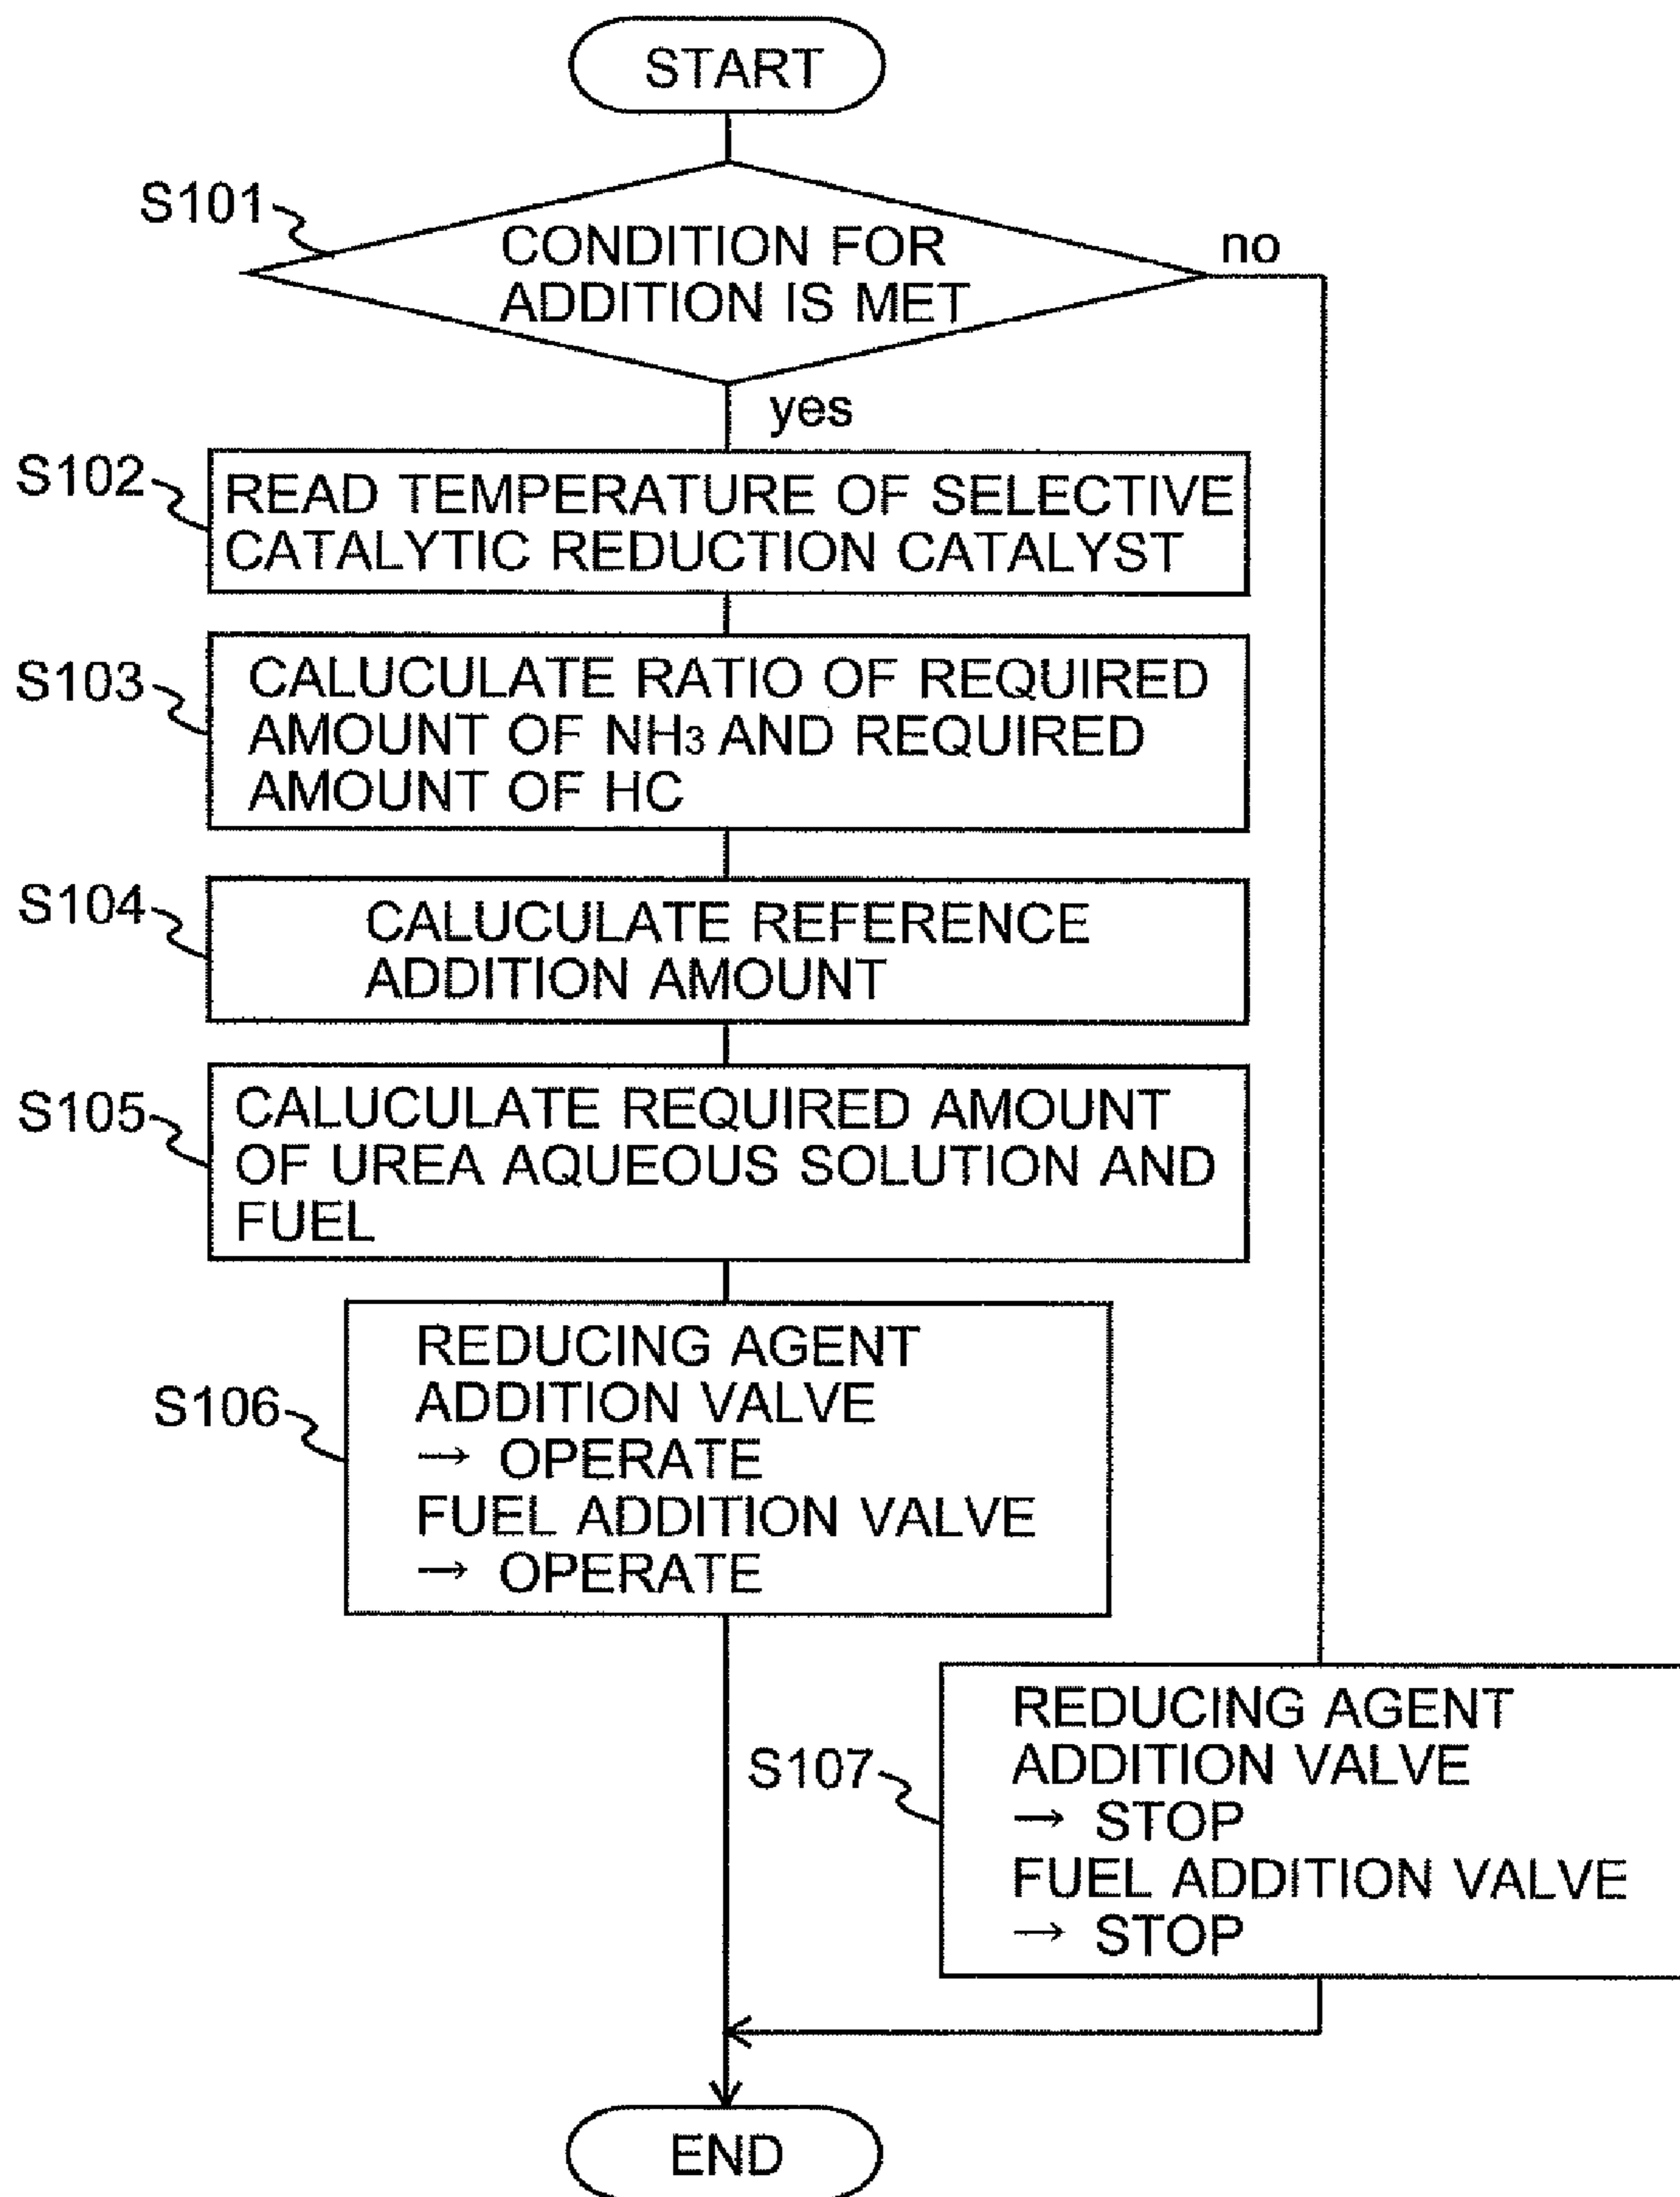 START
S101
CONDITION FOR
ADDITION IS MET
no
yes
S102
READ TEMPERATURE OF SELECTIVE
CATALYTIC REDUCTION CATALYST
S103
CALUCULATE RATIO OF REQUIRED
AMOUNT OF NH₃ AND REQUIRED
AMOUNT OF HC
S104
CALUCULATE REFERENCE
ADDITION AMOUNT
S105
CALUCULATE REQUIRED AMOUNT
OF UREA AQUEOUS SOLUTION AND
FUEL
S106
REDUCING AGENT
ADDITION VALVE
→ OPERATE
FUEL ADDITION VALVE
→ OPERATE
S107
REDUCING AGENT
ADDITION VALVE
→ STOP
FUEL ADDITION VALVE
→ STOP
END